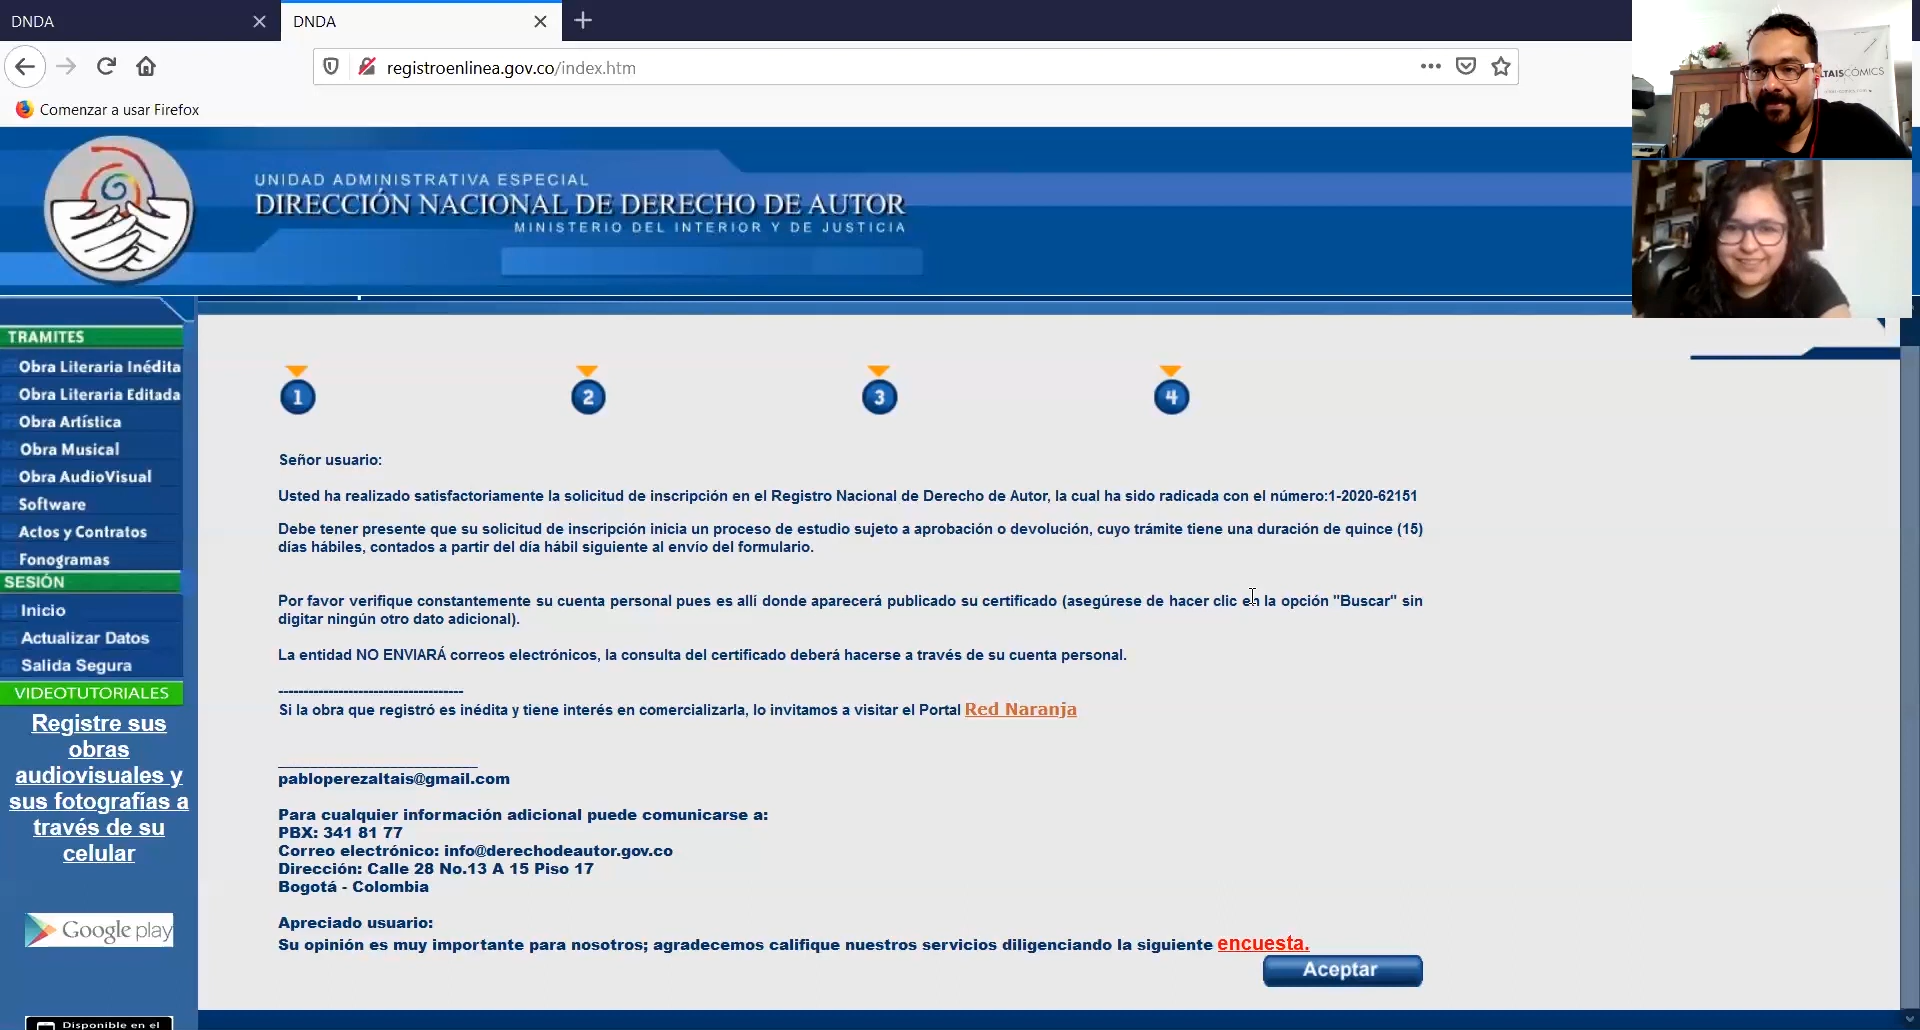 DNDA
DNDA
registroenlinea.gov.co/index.htm
Comenzar a usar Firefox
TAISCÓMICS
UNIDAD ADMINISTRATIVA ESPECIAL
DIRECCIÓN NACIONAL DE DERECHO DE AUTOR
MINISTERIO DEL INTERIOR Y DE JUSTICIA
TRAMITES
Obra Literaria Inédita
Obra Literaria Editada
Obra Artística
Obra Musical
Obra AudioVisual
Software
Actos y Contratos
Fonogramas
SESIÓN
Inicio
Actualizar Datos
Salida Segura
VIDEOTUTORIALES
Registre sus
obras
audiovisuales y
sus fotografías a
través de su
celular
Google play
Disponible en el
1 2 3 4
Señor usuario:
Usted ha realizado satisfactoriamente la solicitud de inscripción en el Registro Nacional de Derecho de Autor, la cual ha sido radicada con el número:1-2020-62151
Debe tener presente que su solicitud de inscripción inicia un proceso de estudio sujeto a aprobación o devolución, cuyo trámite tiene una duración de quince (15)
días hábiles, contados a partir del día hábil siguiente al envío del formulario.
Por favor verifique constantemente su cuenta personal pues es allí donde aparecerá publicado su certificado (asegúrese de hacer clic en la opción "Buscar" sin
digitar ningún otro dato adicional).
La entidad NO ENVIARÁ correos electrónicos, la consulta del certificado deberá hacerse a través de su cuenta personal.
-------------------------------------
Si la obra que registró es inédita y tiene interés en comercializarla, lo invitamos a visitar el Portal Red Naranja
_________________________
pabloperezaltais@gmail.com
Para cualquier información adicional puede comunicarse a:
PBX: 341 81 77
Correo electrónico: info@derechodeautor.gov.co
Dirección: Calle 28 No.13 A 15 Piso 17
Bogotá - Colombia
Apreciado usuario:
Su opinión es muy importante para nosotros; agradecemos califique nuestros servicios diligenciando la siguiente encuesta.
Aceptar